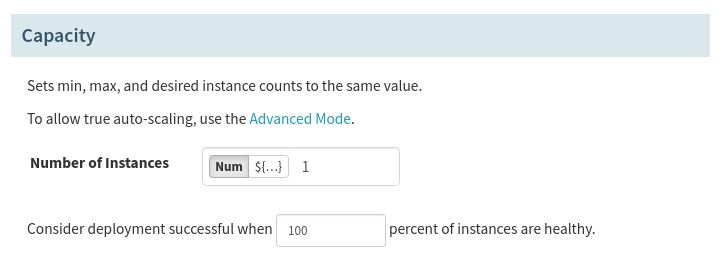 Capacity
Sets min, max, and desired instance counts to the same value.
To allow true auto-scaling, use the Advanced Mode.
Number of Instances Num ${...} 1
Consider deployment successful when 100 percent of instances are healthy.